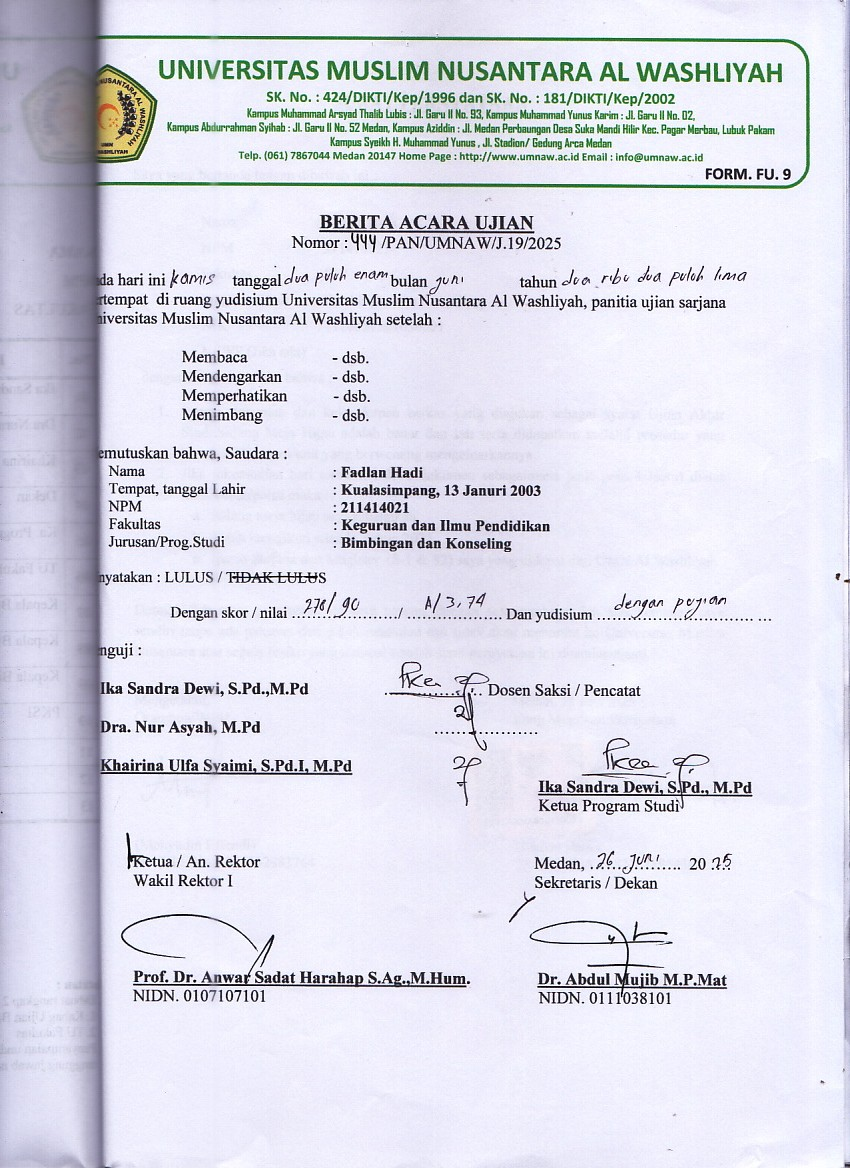 UNIVERSITAS MUSLIM NUSANTARA AL WASHLIYAH
SK. No. : 424/DIKTI/Kep/1996 dan SK. No. : 181/DIKTI/Kep/2002
Kampus Muhammad Arsyad Thalib Lubis : Jl. Garu II No. 93, Kampus Muhammad Yunus Karim : Jl. Garu II No. 02,
Kampus Abdurrahman Syihab : Jl. Garu II No. 52 Medan, Kampus Aziddin : Jl. Medan Perbaungan Desa Suka Mandi Hilir Kec. Pagar Merbau, Lubuk Pakam
Kampus Syeikh H. Muhammad Yunus , Jl. Stadion/ Gedung Arca Medan
Telp. (061) 7867044 Medan 20147 Home Page : http://www.umnaw.ac.id Email : info@umnaw.ac.id
FORM. FU. 9
BERITA ACARA UJIAN
Nomor : 444 /PAN/UMNAW/J.19/2025
da hari ini kamis tanggal dua puluh enam bulan juni tahun dua ribu dua puluh lima
rtempat di ruang yudisium Universitas Muslim Nusantara Al Washliyah, panitia ujian sarjana
niversitas Muslim Nusantara Al Washliyah setelah :
Membaca - dsb.
Mendengarkan - dsb.
Memperhatikan - dsb.
Menimbang - dsb.
emutuskan bahwa, Saudara :
Nama : Fadlan Hadi
Tempat, tanggal Lahir : Kualasimpang, 13 Januri 2003
NPM : 211414021
Fakultas : Keguruan dan Ilmu Pendidikan
Jurusan/Prog.Studi : Bimbingan dan Konseling
nyatakan : LULUS / TIDAK LULUS
Dengan skor / nilai 278/90 / A/3,74 Dan yudisium dengan pujian
nguji :
Ika Sandra Dewi, S.Pd.,M.Pd Dosen Saksi / Pencatat
Dra. Nur Asyah, M.Pd
Khairina Ulfa Syaimi, S.Pd.I, M.Pd
Ika Sandra Dewi, S.Pd., M.Pd
Ketua Program Studi
Ketua / An. Rektor
Wakil Rektor I
Medan, 26 Juni 2025
Sekretaris / Dekan
Prof. Dr. Anwar Sadat Harahap S.Ag.,M.Hum.
NIDN. 0107107101
Dr. Abdul Mujib M.P.Mat
NIDN. 0111038101